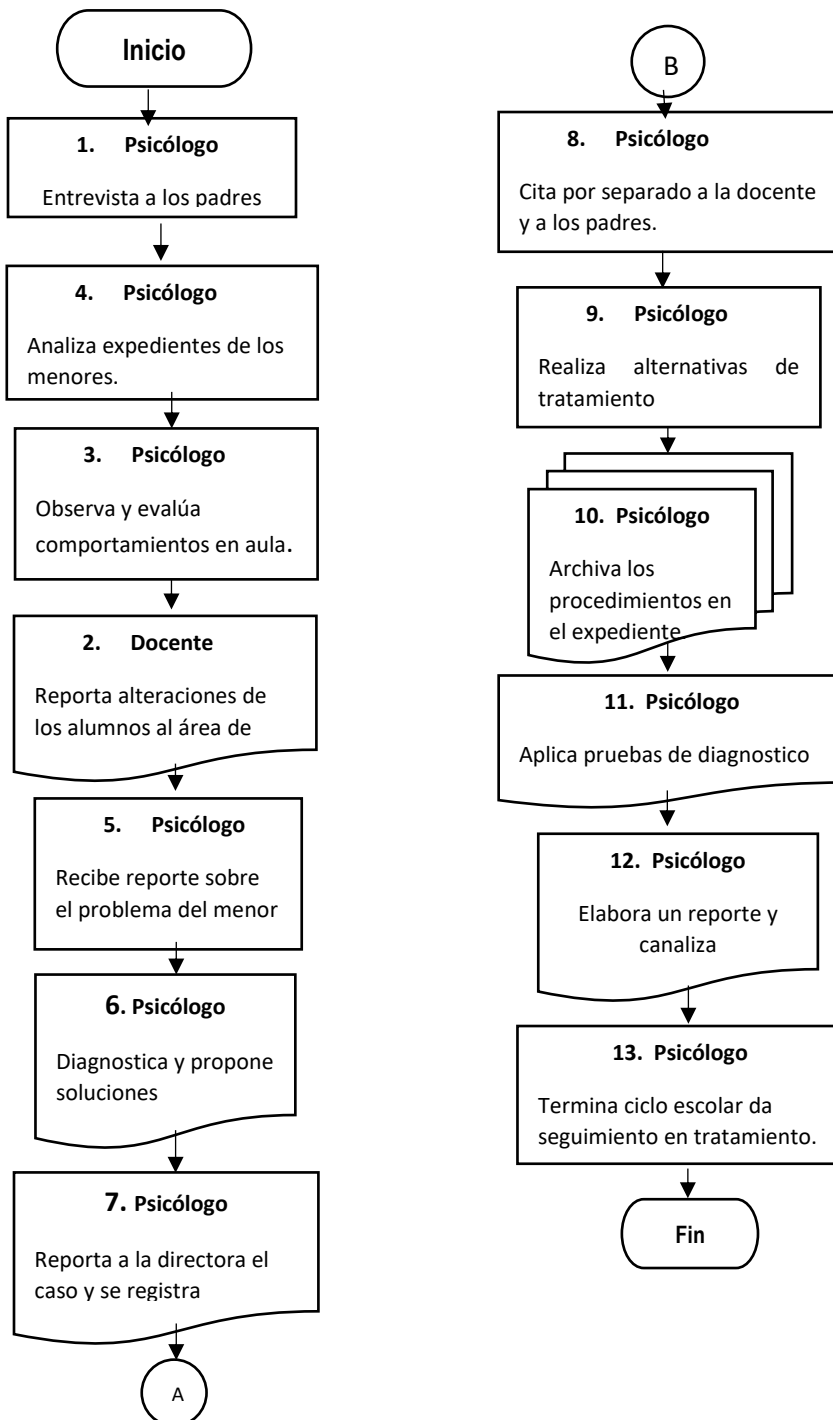 Inicio
1. Psicólogo
Entrevista a los padres
4. Psicólogo
Analiza expedientes de los
menores.
3. Psicólogo
Observa y evalúa
comportamientos en aula.
2. Docente
Reporta alteraciones de
los alumnos al área de
5. Psicólogo
Recibe reporte sobre
el problema del menor
6. Psicólogo
Diagnostica y propone
soluciones
7. Psicólogo
Reporta a la directora el
caso y se registra
A
B
8. Psicólogo
Cita por separado a la docente
y a los padres.
9. Psicólogo
Realiza alternativas de
tratamiento
10. Psicólogo
Archiva los
procedimientos en
el expediente.
11. Psicólogo
Aplica pruebas de diagnostico
12. Psicólogo
Elabora un reporte y
canaliza
13. Psicólogo
Termina ciclo escolar da
seguimiento en tratamiento.
Fin